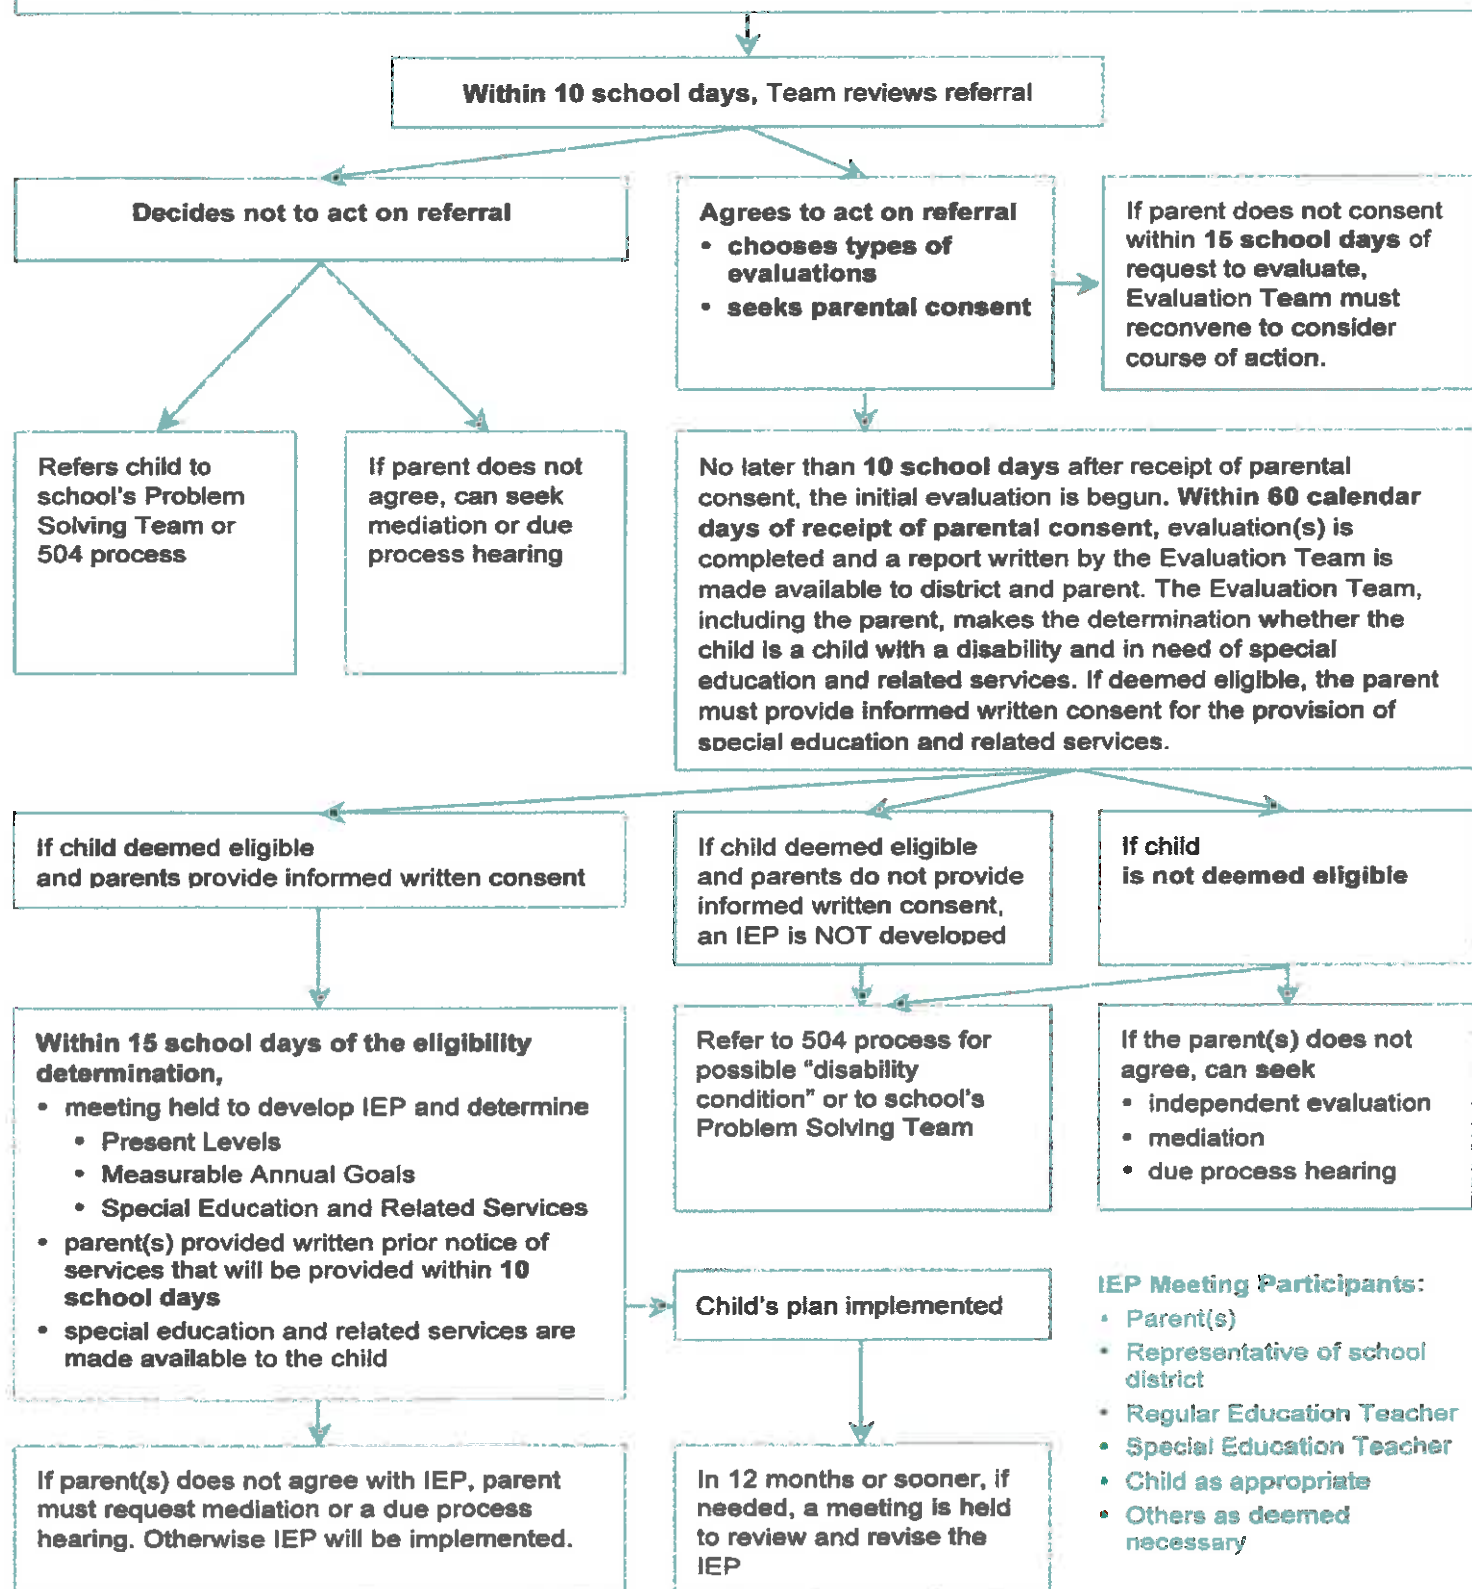 Within 10 school days, Team reviews referral
Decides not to act on referral
Agrees to act on referral
• chooses types of
evaluations
• seeks parental consent
If parent does not consent
within 15 school days of
request to evaluate,
Evaluation Team must
reconvene to consider
course of action.
Refers child to
school's Problem
Solving Team or
504 process
If parent does not
agree, can seek
mediation or due
process hearing
No later than 10 school days after receipt of parental
consent, the initial evaluation is begun. Within 60 calendar
days of receipt of parental consent, evaluation(s) is
completed and a report written by the Evaluation Team is
made available to district and parent. The Evaluation Team,
including the parent, makes the determination whether the
child is a child with a disability and in need of special
education and related services. If deemed eligible, the parent
must provide informed written consent for the provision of
special education and related services.
If child deemed eligible
and parents provide informed written consent
If child deemed eligible
and parents do not provide
informed written consent,
an IEP is NOT developed
If child
is not deemed eligible
Within 15 school days of the eligibility
determination,
• meeting held to develop IEP and determine
• Present Levels
• Measurable Annual Goals
• Special Education and Related Services
• parent(s) provided written prior notice of
services that will be provided within 10
school days
• special education and related services are
made available to the child
Refer to 504 process for
possible "disability
condition" or to school's
Problem Solving Team
If the parent(s) does not
agree, can seek
• independent evaluation
• mediation
• due process hearing
Child's plan implemented
IEP Meeting Participants:
• Parent(s)
• Representative of school
district
• Regular Education Teacher
• Special Education Teacher
• Child as appropriate
• Others as deemed
necessary
If parent(s) does not agree with IEP, parent
must request mediation or a due process
hearing. Otherwise IEP will be implemented.
In 12 months or sooner, if
needed, a meeting is held
to review and revise the
IEP